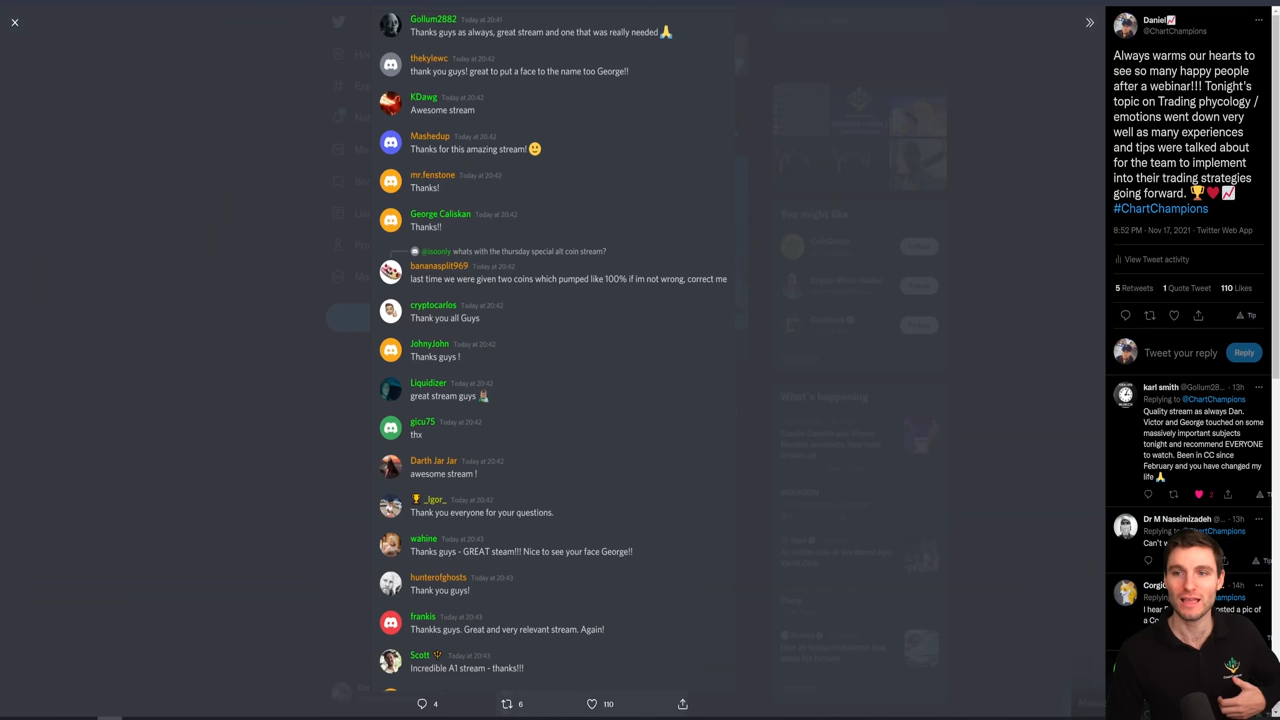 Gollum2882 Today at 20:41
Thanks guys as always, great stream and one that was really needed 🙏
thekylewc Today at 20:42
thank you guys! great to put a face to the name too George!!
KDawg Today at 20:42
Awesome stream
Mashedup Today at 20:42
Thanks for this amazing stream! 🙂
mr.fenstone Today at 20:42
Thanks!
George Caliskan Today at 20:42
Thanks!!
@isoonly whats with the thursday special alt coin stream?
bananasplit969 Today at 20:42
last time we were given two coins which pumped like 100% if im not wrong, correct me
cryptocarlos Today at 20:42
Thank you all Guys
JohnyJohn Today at 20:42
Thanks guys !
Liquidizer Today at 20:42
great stream guys
gicu75 Today at 20:42
thx
Darth Jar Jar Today at 20:42
awesome stream !
🏆 _Igor_ Today at 20:42
Thank you everyone for your questions.
wahine Today at 20:43
Thanks guys - GREAT steam!!! Nice to see your face George!!
hunterofghosts Today at 20:43
Thank you guys!
frankis Today at 20:43
Thankks guys. Great and very relevant stream. Again!
Scott Today at 20:43
Incredible A1 stream - thanks!!!
4 6 110
You might like
What's happening
Daniel📈
@ChartChampions
Always warms our hearts to
see so many happy people
after a webinar!!! Tonight's
topic on Trading phycology /
emotions went down very
well as many experiences
and tips were talked about
for the team to implement
into their trading strategies
going forward. 🏆♥️📈
#ChartChampions
8:52 PM · Nov 17, 2021 · Twitter Web App
View Tweet activity
5 Retweets 1 Quote Tweet 110 Likes
Tip
Tweet your reply Reply
karl smith @Gollum28... · 13h
Replying to @ChartChampions
Quality stream as always Dan.
Victor and George touched on some
massively important subjects
tonight and recommend EVERYONE
to watch. Been in CC since
February and you have changed my
life 🙏
2
Dr M Nassimizadeh @... · 13h
Replying to @ChartChampions
14h
I hear
a Co